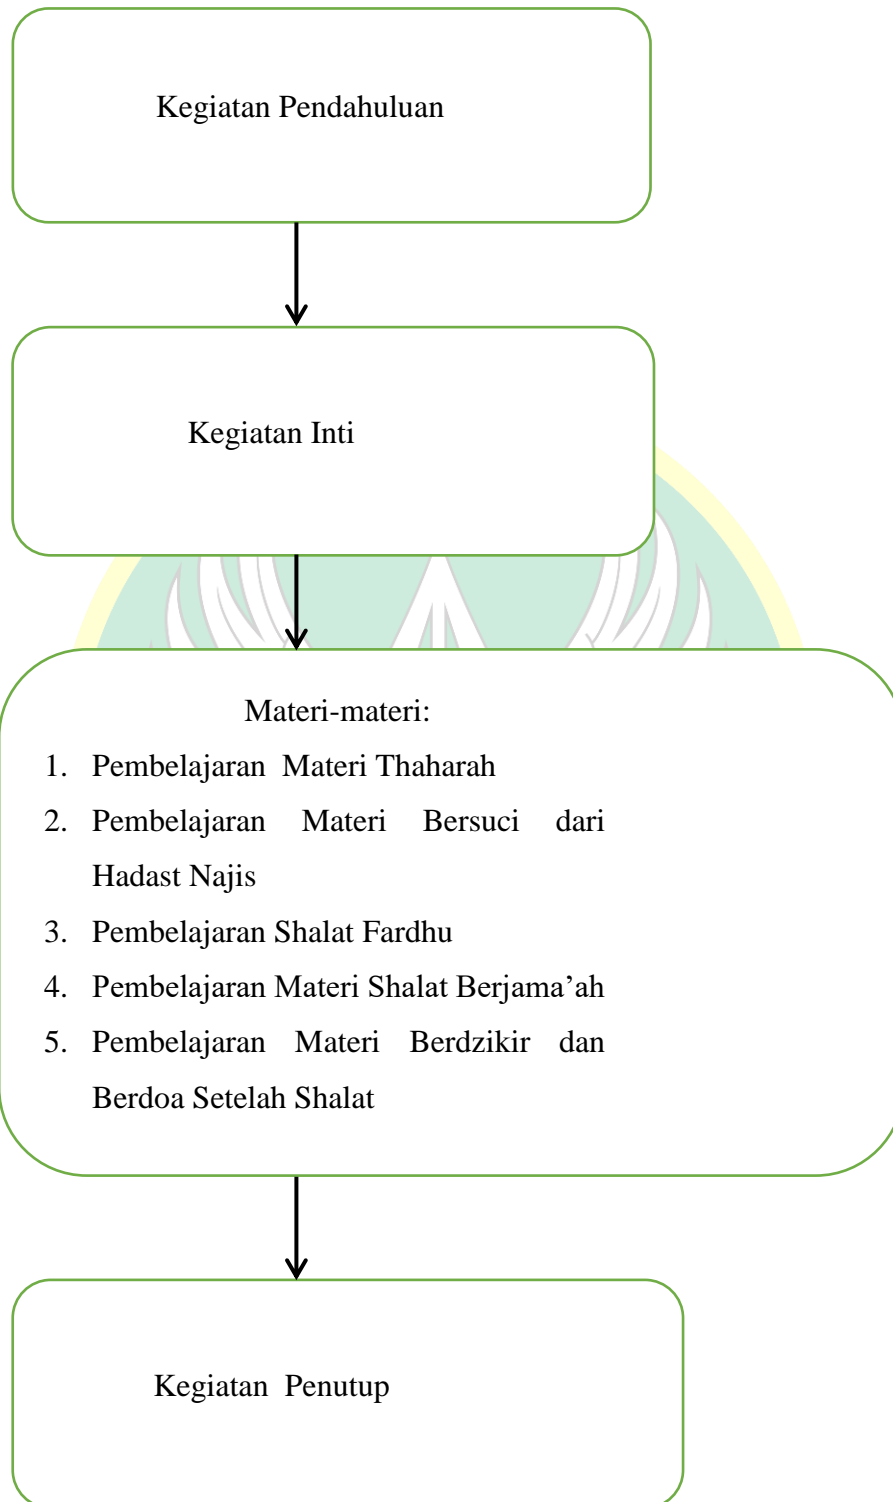 Kegiatan Pendahuluan
Kegiatan Inti
Materi-materi:
1. Pembelajaran Materi Thaharah
2. Pembelajaran Materi Bersuci dari
Hadast Najis
3. Pembelajaran Shalat Fardhu
4. Pembelajaran Materi Shalat Berjama’ah
5. Pembelajaran Materi Berdzikir dan
Berdoa Setelah Shalat
Kegiatan Penutup